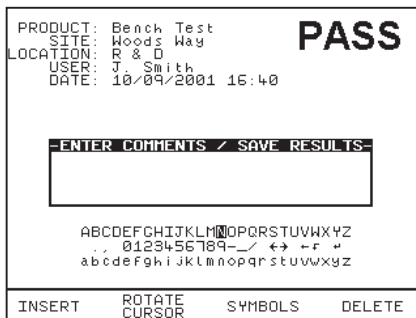 PRODUCT: Bench Test
SITE: Woods Way
LOCATION: R & D
USER: J. Smith
DATE: 10/09/2001 16:40
PASS
-ENTER COMMENTS / SAVE RESULTS-
ABCDEFGHIJKLMNOPQRSTUVWXYZ
., 0123456789-_/ ←→ ←r ↵
abcdefghijklmnopqrstuvwxyz
INSERT ROTATE CURSOR SYMBOLS DELETE